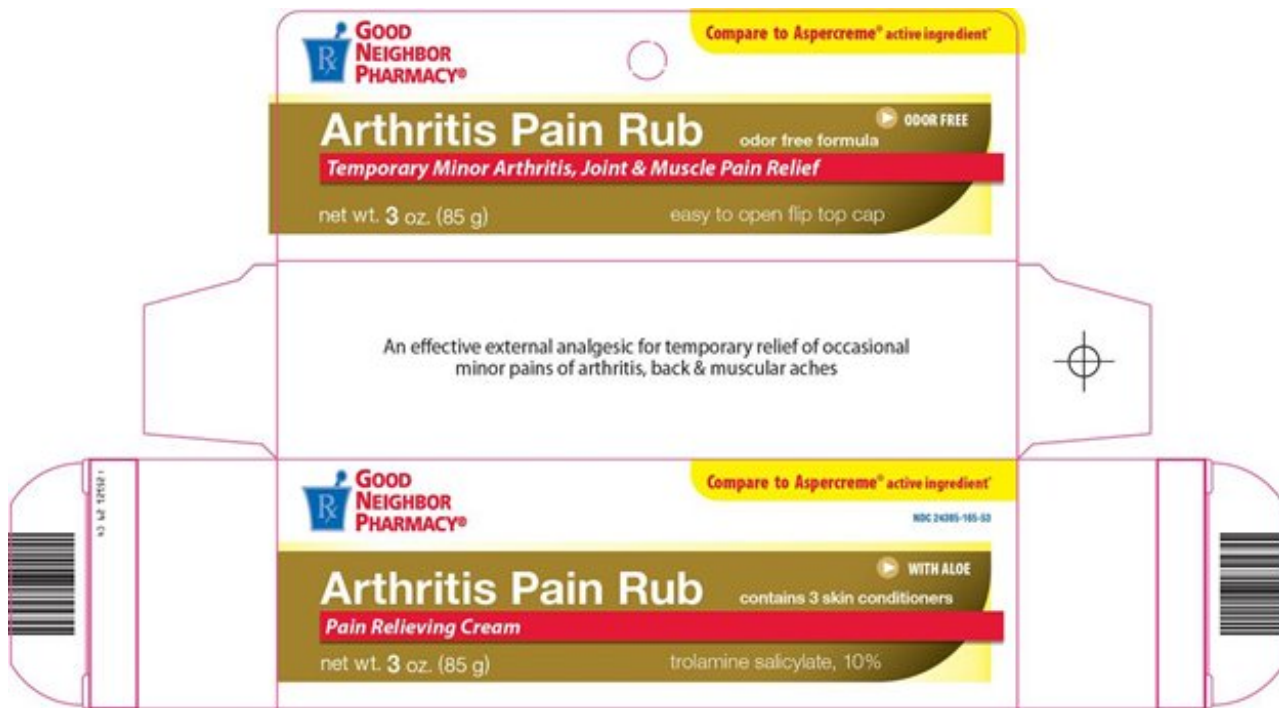 GOOD
NEIGHBOR
PHARMACY®
Rx
Compare to Aspercreme® active ingredient*
Arthritis Pain Rub
ODOR FREE
odor free formula
Temporary Minor Arthritis, Joint & Muscle Pain Relief
net wt. 3 oz. (85 g)
easy to open flip top cap
An effective external analgesic for temporary relief of occasional
minor pains of arthritis, back & muscular aches
GOOD
NEIGHBOR
PHARMACY®
Rx
Compare to Aspercreme® active ingredient*
NDC 24385-165-53
Arthritis Pain Rub
WITH ALOE
contains 3 skin conditioners
Pain Relieving Cream
net wt. 3 oz. (85 g)
trolamine salicylate, 10%